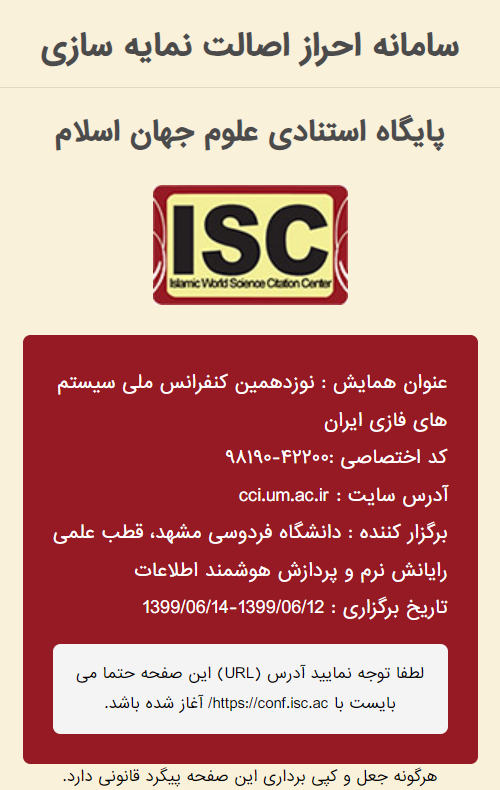 سامانه احراز اصالت نمایه سازی
پایگاه استنادی علوم جهان اسلام
ISC
Islamic World Science Citation Center
عنوان همایش : نوزدهمین کنفرانس ملی سیستم
های فازی ایران
کد اختصاصی :۹۸۱۹۰-۴۲۲۰۰
آدرس سایت : cci.um.ac.ir
برگزار کننده : دانشگاه فردوسی مشهد، قطب علمی
رایانش نرم و پردازش هوشمند اطلاعات
تاریخ برگزاری : 1399/06/12-1399/06/14
لطفا توجه نمایید آدرس (URL) این صفحه حتما می
بایست با https://conf.isc.ac/ آغاز شده باشد.
هرگونه جعل و کپی برداری این صفحه پیگرد قانونی دارد.